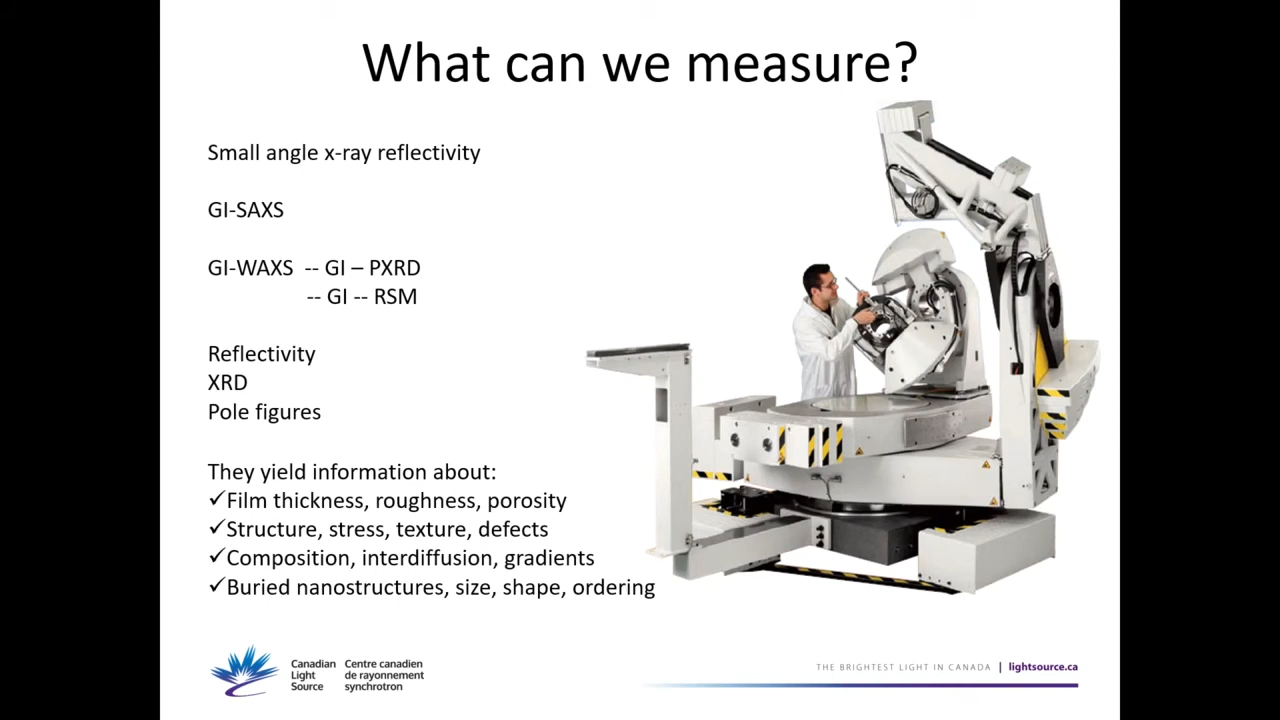 What can we measure?
Small angle x-ray reflectivity
GI-SAXS
GI-WAXS -- GI – PXRD
-- GI -- RSM
Reflectivity
XRD
Pole figures
They yield information about:
✓Film thickness, roughness, porosity
✓Structure, stress, texture, defects
✓Composition, interdiffusion, gradients
✓Buried nanostructures, size, shape, ordering
Canadian
Light
Source
Centre canadien
de rayonnement
synchrotron
THE BRIGHTEST LIGHT IN CANADA | lightsource.ca